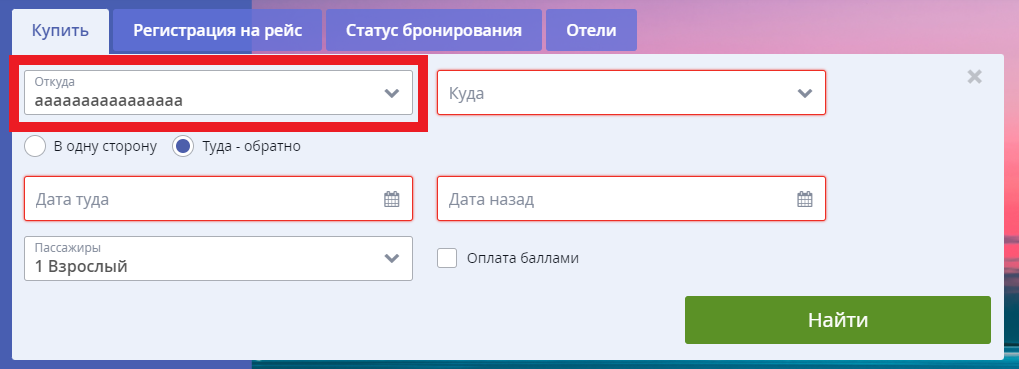 Купить Регистрация на рейс Статус бронирования Отели
Откуда
аааааааааааааааа
Куда
В одну сторону Туда - обратно
Дата туда Дата назад
Пассажиры
1 Взрослый
Оплата баллами
Найти